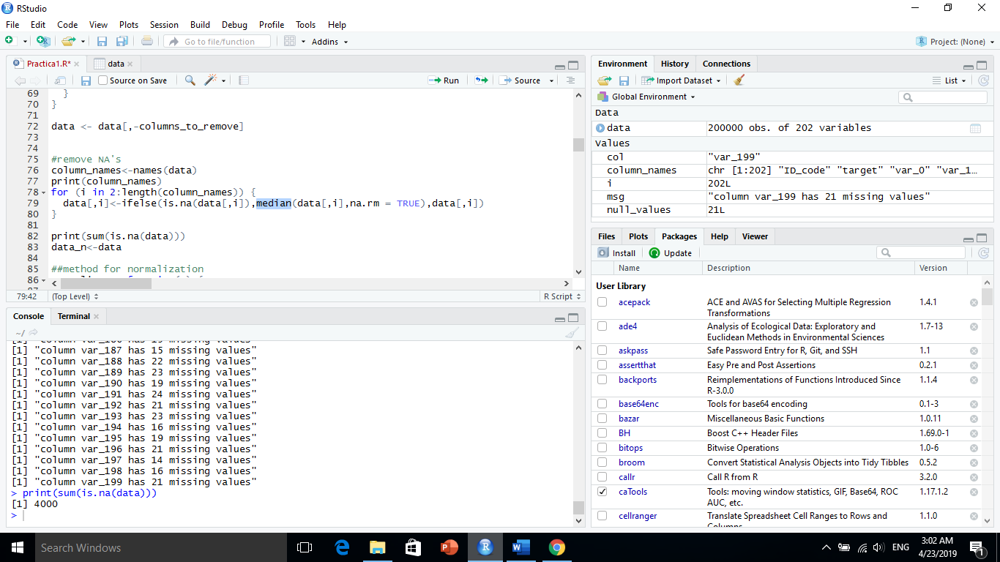 RStudio
File Edit Code View Plots Session Build Debug Profile Tools Help
Go to file/function Addins Project: (None)
Practica1.R* data
Source on Save Run Source
69 }
70 }
71
72 data <- data[,-columns_to_remove]
73
74
75 #remove NA's
76 column_names<-names(data)
77 print(column_names)
78 for (i in 2:length(column_names)) {
79 data[,i]<-ifelse(is.na(data[,i]),median(data[,i],na.rm = TRUE),data[,i])
80 }
81
82 print(sum(is.na(data)))
83 data_n<-data
84
85 ##method for normalization
86
79:42 (Top Level) R Script
Console Terminal
~/
[1] "column var_187 has 15 missing values"
[1] "column var_188 has 22 missing values"
[1] "column var_189 has 23 missing values"
[1] "column var_190 has 19 missing values"
[1] "column var_191 has 24 missing values"
[1] "column var_192 has 21 missing values"
[1] "column var_193 has 23 missing values"
[1] "column var_194 has 16 missing values"
[1] "column var_195 has 19 missing values"
[1] "column var_196 has 21 missing values"
[1] "column var_197 has 14 missing values"
[1] "column var_198 has 16 missing values"
[1] "column var_199 has 21 missing values"
> print(sum(is.na(data)))
[1] 4000
>
Environment History Connections
Import Dataset List
Global Environment
Data
data 200000 obs. of 202 variables
Values
col "var_199"
column_names chr [1:202] "ID_code" "target" "var_0" "var_1…
i 202L
msg "column var_199 has 21 missing values"
null_values 21L
Files Plots Packages Help Viewer
Install Update
Name Description Version
User Library
acepack ACE and AVAS for Selecting Multiple Regression 1.4.1
Transformations
ade4 Analysis of Ecological Data: Exploratory and 1.7-13
Euclidean Methods in Environmental Sciences
askpass Safe Password Entry for R, Git, and SSH 1.1
assertthat Easy Pre and Post Assertions 0.2.1
backports Reimplementations of Functions Introduced Since 1.1.4
R-3.0.0
base64enc Tools for base64 encoding 0.1-3
bazar Miscellaneous Basic Functions 1.0.11
BH Boost C++ Header Files 1.69.0-1
bitops Bitwise Operations 1.0-6
broom Convert Statistical Analysis Objects into Tidy Tibbles 0.5.2
callr Call R from R 3.2.0
caTools Tools: moving window statistics, GIF, Base64, ROC 1.17.1.2
AUC, etc.
cellranger Translate Spreadsheet Cell Ranges to Rows and 1.1.0
Search Windows
ENG
3:02 AM
4/23/2019
1